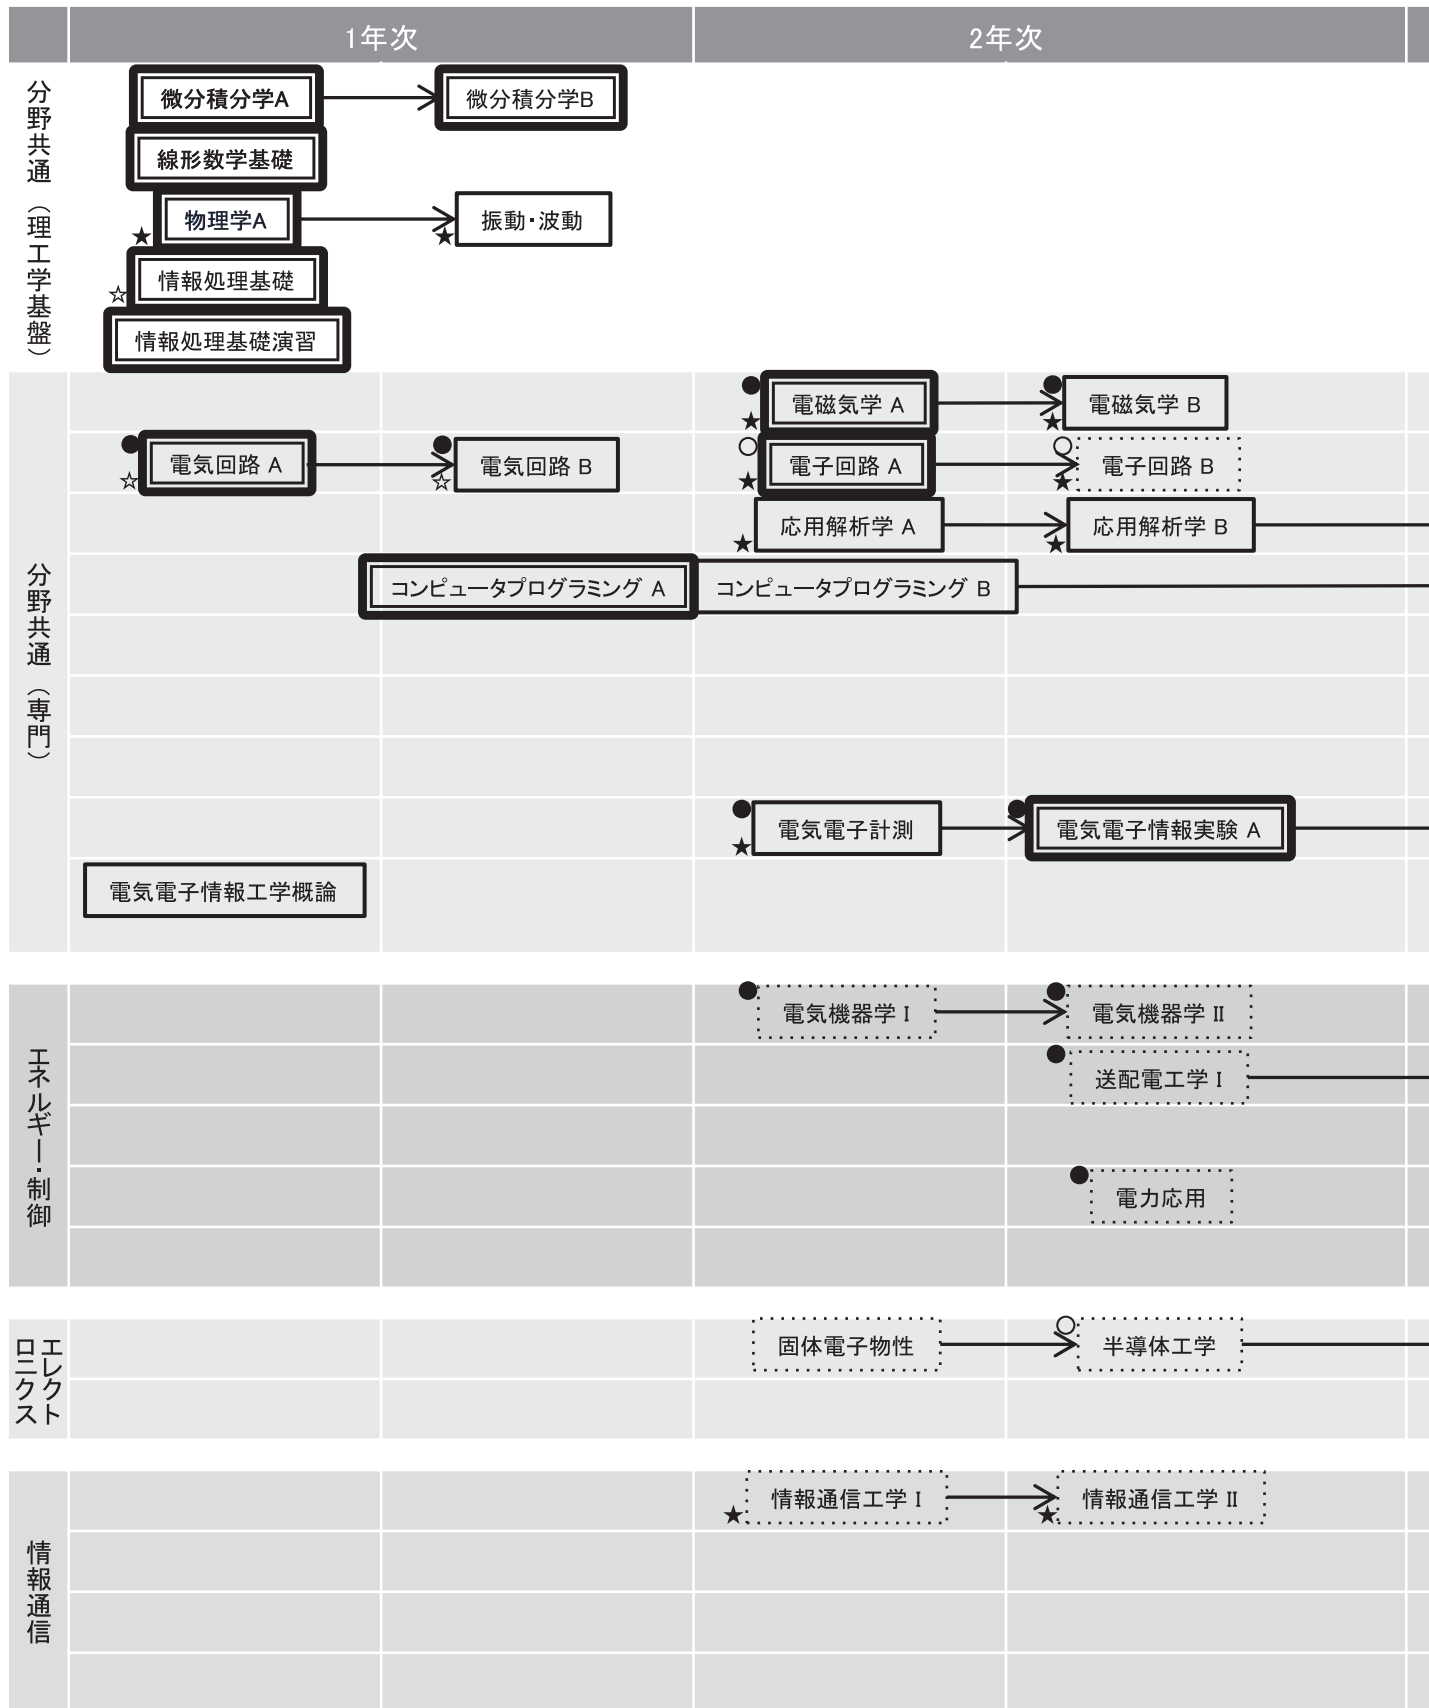 1年次
2年次
分野共通（理工学基盤）
微分積分学A
微分積分学B
線形数学基礎
★
物理学A
★
振動・波動
☆
情報処理基礎
情報処理基礎演習
分野共通（専門）
●
★
電磁気学 A
●
★
電磁気学 B
●
☆
電気回路 A
●
☆
電気回路 B
○
★
電子回路 A
○
★
電子回路 B
★
応用解析学 A
★
応用解析学 B
コンピュータプログラミング A
コンピュータプログラミング B
●
★
電気電子計測
●
電気電子情報実験 A
電気電子情報工学概論
エネルギー・制御
●
電気機器学 I
●
電気機器学 II
●
送配電工学 I
●
電力応用
エレクト
ロニクス
固体電子物性
○
半導体工学
情報通信
★
情報通信工学 I
★
情報通信工学 II